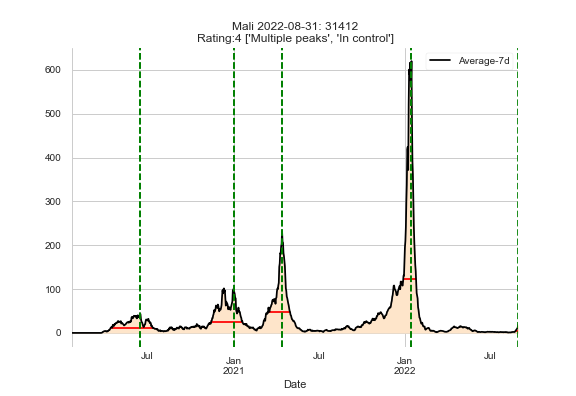 Mali 2022-08-31: 31412
Rating:4 ['Multiple peaks', 'In control']
Average-7d
600
500
400
300
200
100
0
Jul
Jan
2021
Jul
Jan
2022
Jul
Date